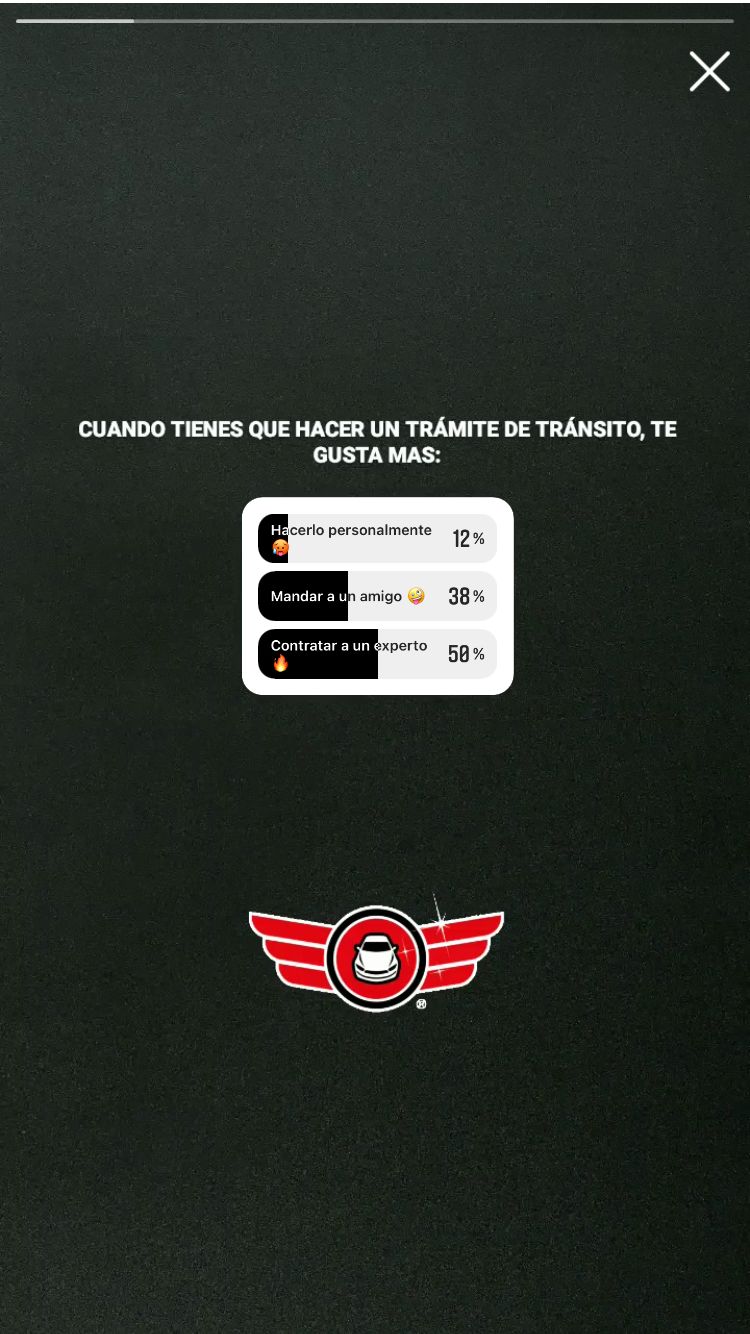 CUANDO TIENES QUE HACER UN TRÁMITE DE TRÁNSITO, TE
GUSTA MAS:
Hacerlo personalmente
🥵 12%
Mandar a un amigo 🤪 38%
Contratar a un experto
🔥 50%
®